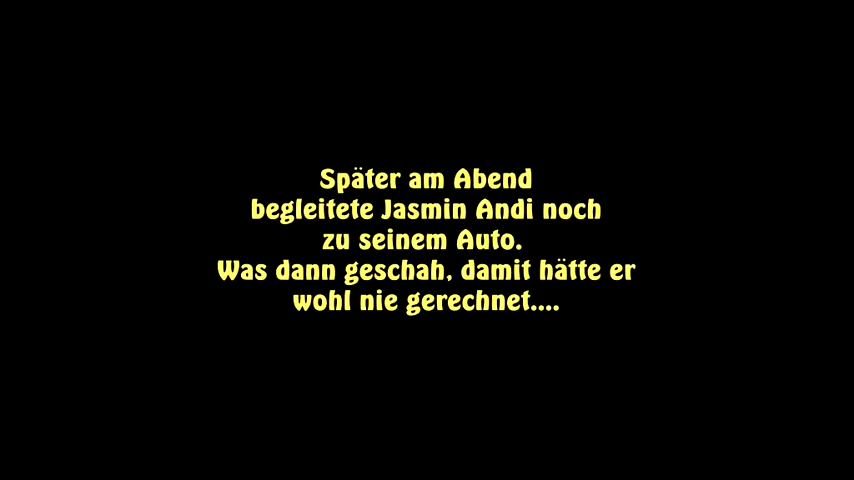 Später am Abend
begleitete Jasmin Andi noch
zu seinem Auto.
Was dann geschah, damit hätte er
wohl nie gerechnet....